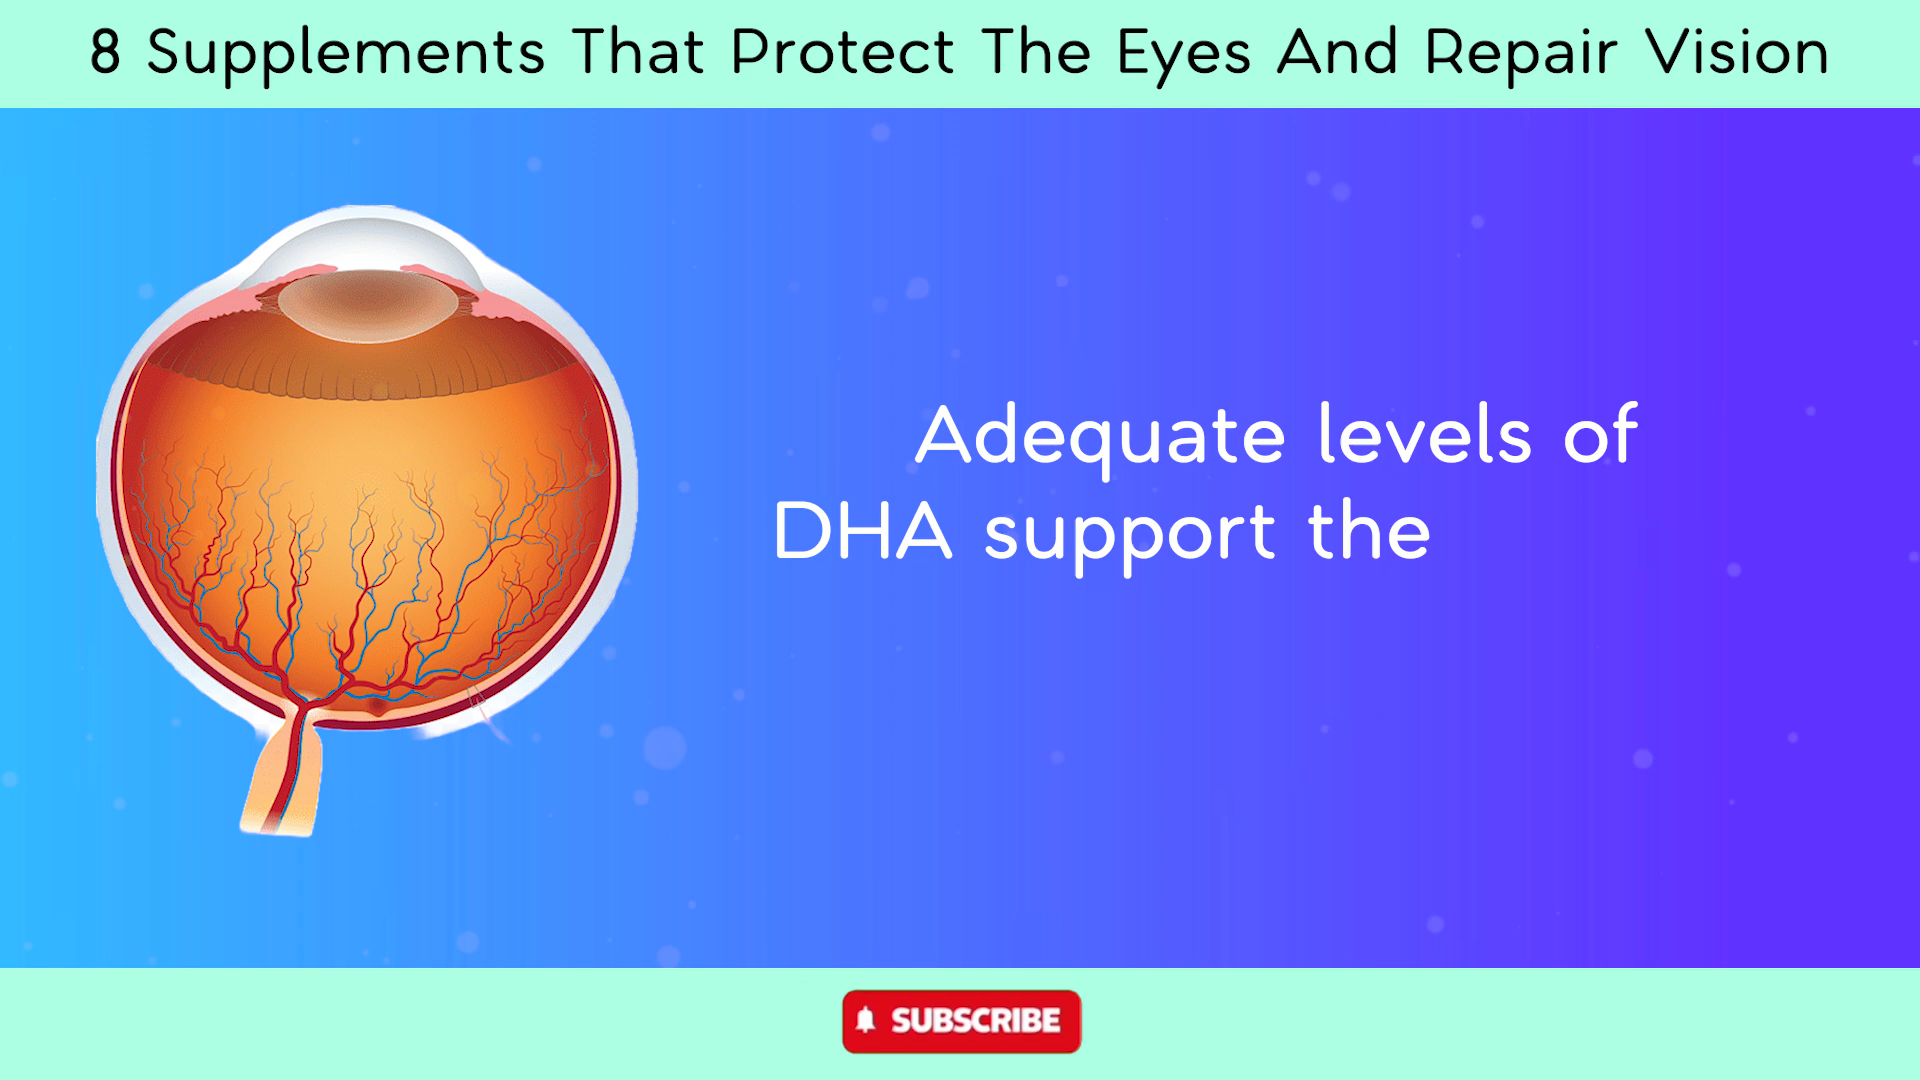 8 Supplements That Protect The Eyes And Repair Vision
Adequate levels of
DHA support the
SUBSCRIBE